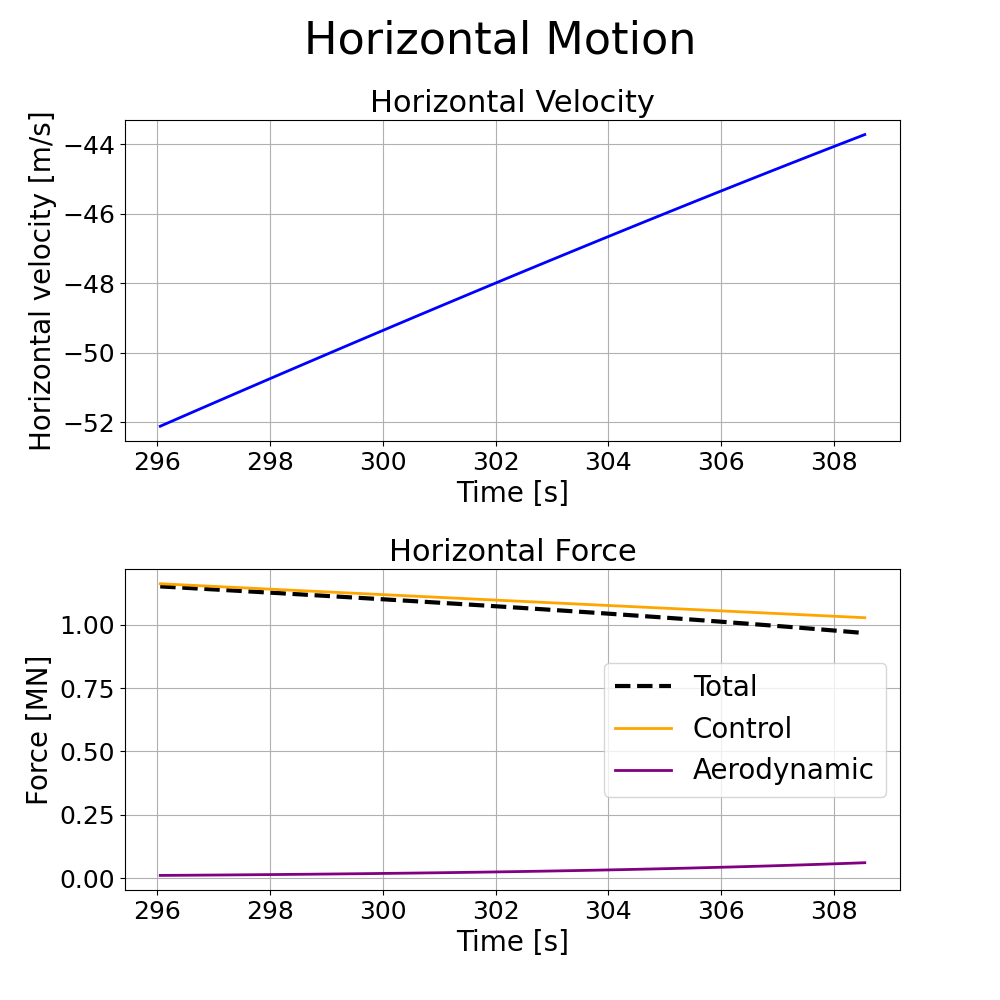 Horizontal Motion
Horizontal Velocity
Horizontal velocity [m/s]
−44
−46
−48
−50
−52
296 298 300 302 304 306 308
Time [s]
Horizontal Force
Force [MN]
1.00
0.75
0.50
0.25
0.00
Total
Control
Aerodynamic
296 298 300 302 304 306 308
Time [s]